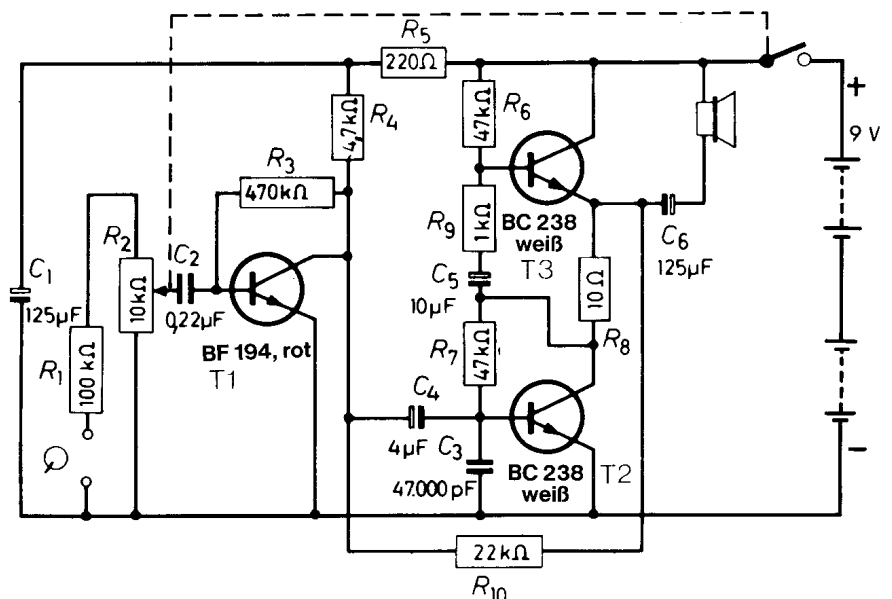 R5
220Ω
R4
4,7kΩ
R6
47kΩ
+
9 V
R3
470kΩ
R9
1kΩ
BC 238
weiß
T3
C6
125µF
R2
10kΩ
C2
0,22µF
C1
125µF
C5
10µF
10Ω
R8
BF 194, rot
T1
R1
100 kΩ
R7
47kΩ
C4
4µF
C3
47.000 pF
BC 238
weiß
T2
–
22kΩ
R10